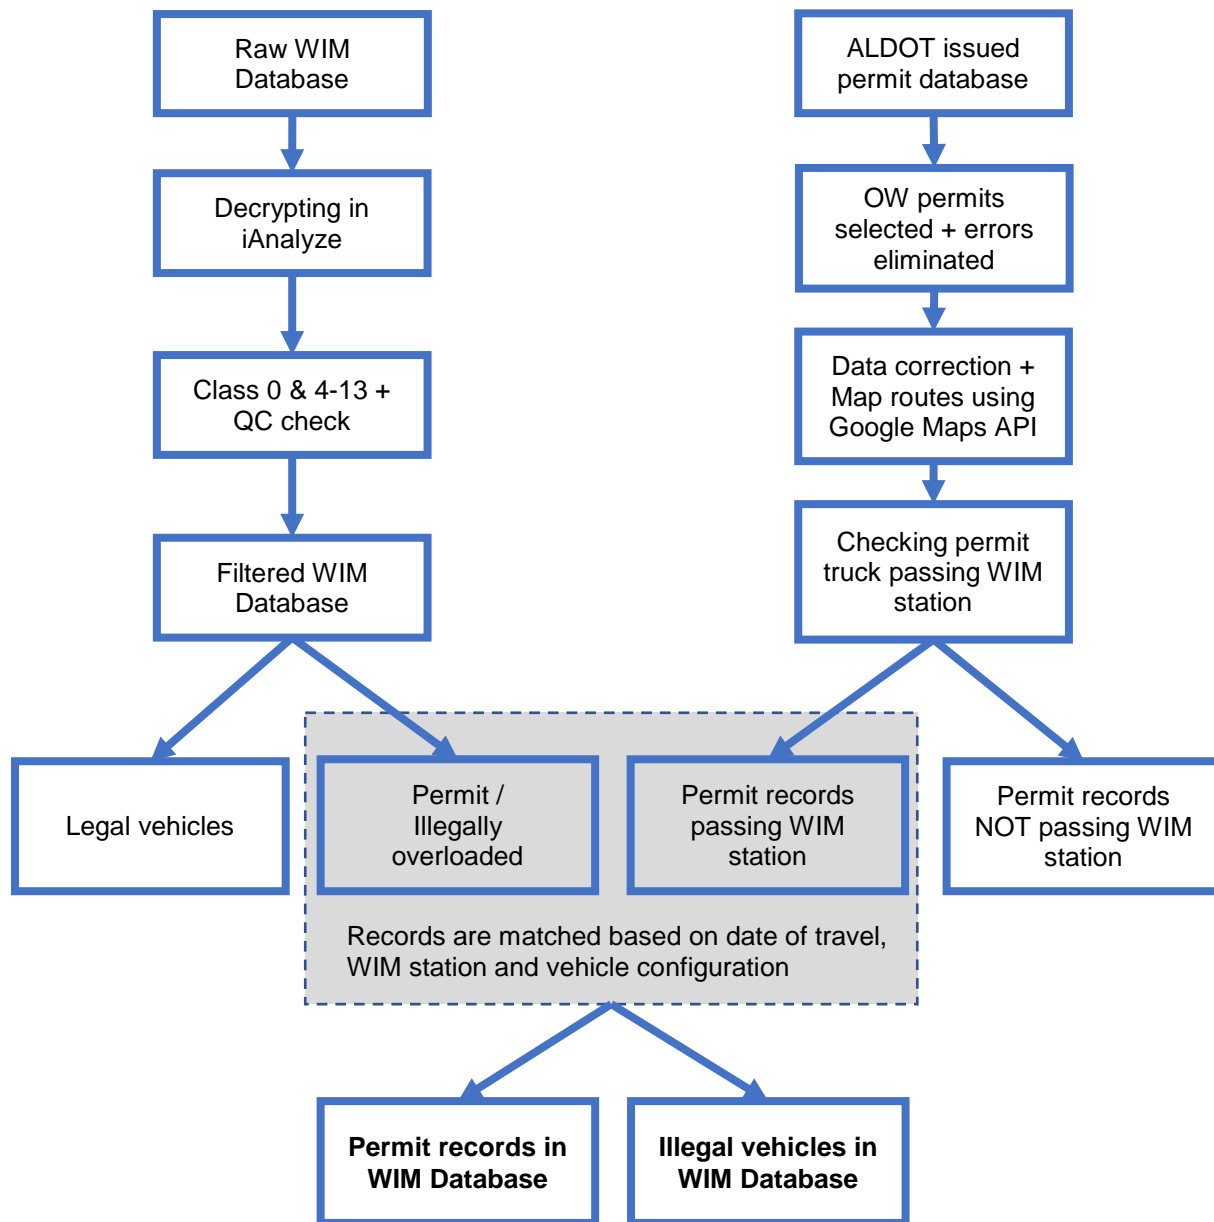 Raw WIM
Database
ALDOT issued
permit database
Decrypting in
iAnalyze
OW permits
selected + errors
eliminated
Class 0 & 4-13 +
QC check
Data correction +
Map routes using
Google Maps API
Filtered WIM
Database
Checking permit
truck passing WIM
station
Legal vehicles
Permit /
Illegally
overloaded
Permit records
passing WIM
station
Permit records
NOT passing WIM
station
Records are matched based on date of travel,
WIM station and vehicle configuration
Permit records in
WIM Database
Illegal vehicles in
WIM Database